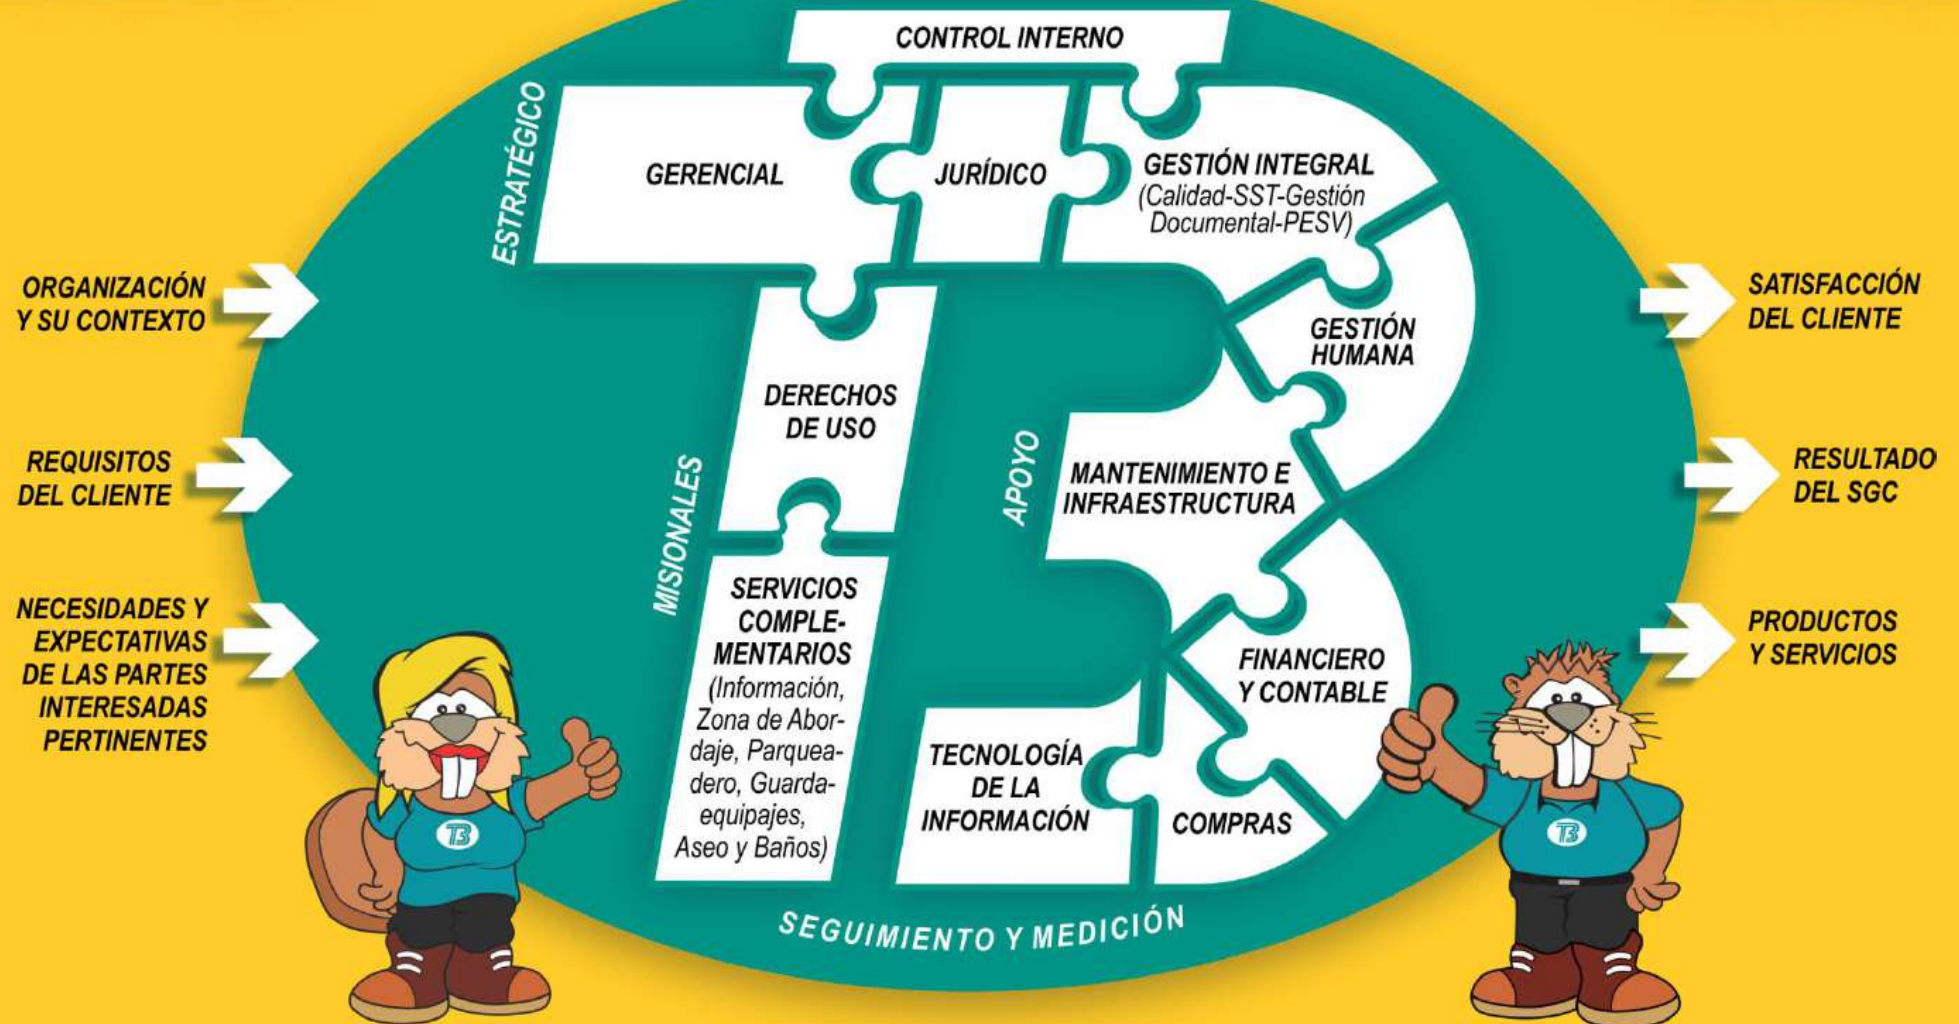 CONTROL INTERNO
ESTRATÉGICO
GERENCIAL
JURÍDICO
GESTIÓN INTEGRAL
(Calidad-SST-Gestión
Documental-PESV)
ORGANIZACIÓN
Y SU CONTEXTO
REQUISITOS
DEL CLIENTE
NECESIDADES Y
EXPECTATIVAS
DE LAS PARTES
INTERESADAS
PERTINENTES
MISIONALES
DERECHOS
DE USO
SERVICIOS
COMPLE-
MENTARIOS
(Información,
Zona de Abor-
daje, Parquea-
dero, Guarda-
equipajes,
Aseo y Baños)
APOYO
GESTIÓN
HUMANA
MANTENIMIENTO E
INFRAESTRUCTURA
FINANCIERO
Y CONTABLE
COMPRAS
TECNOLOGÍA
DE LA
INFORMACIÓN
SATISFACCIÓN
DEL CLIENTE
RESULTADO
DEL SGC
PRODUCTOS
Y SERVICIOS
TB
TB
SEGUIMIENTO Y MEDICIÓN